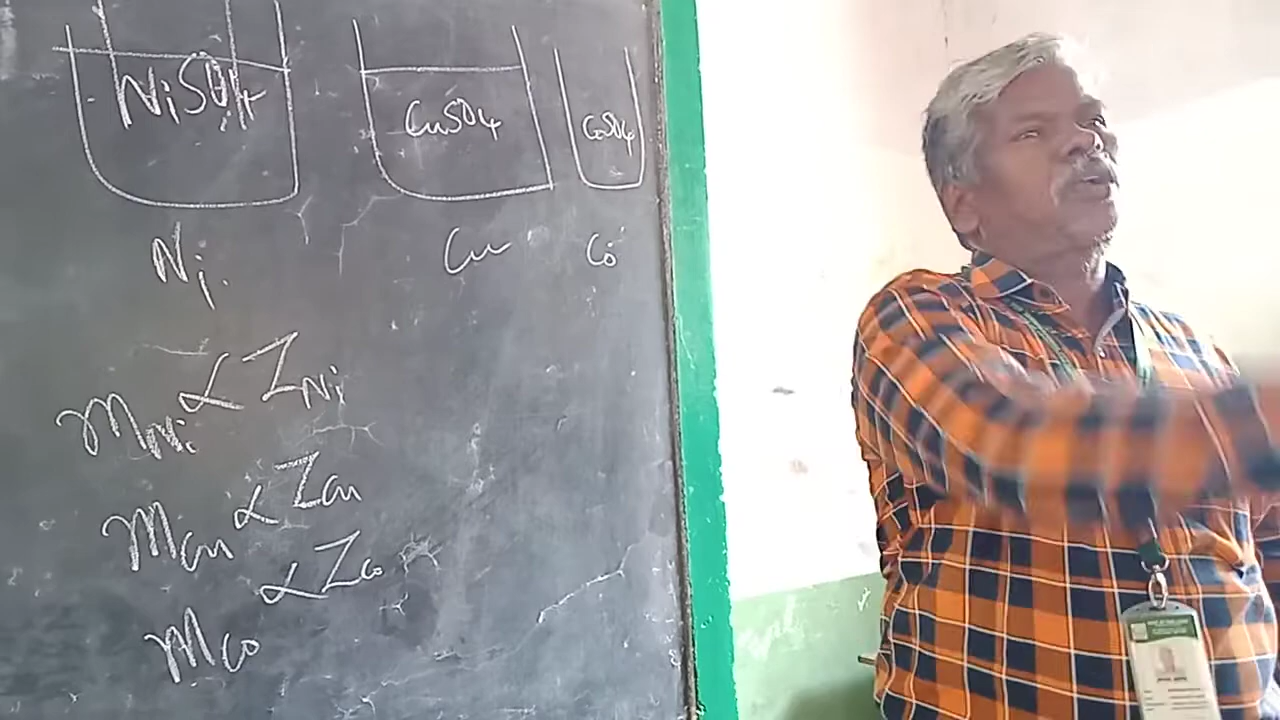 NiSO4 CuSO4 CoSO4
Ni Cu Co
mNi α ZNi
mCu α ZCu
mCo α ZCo